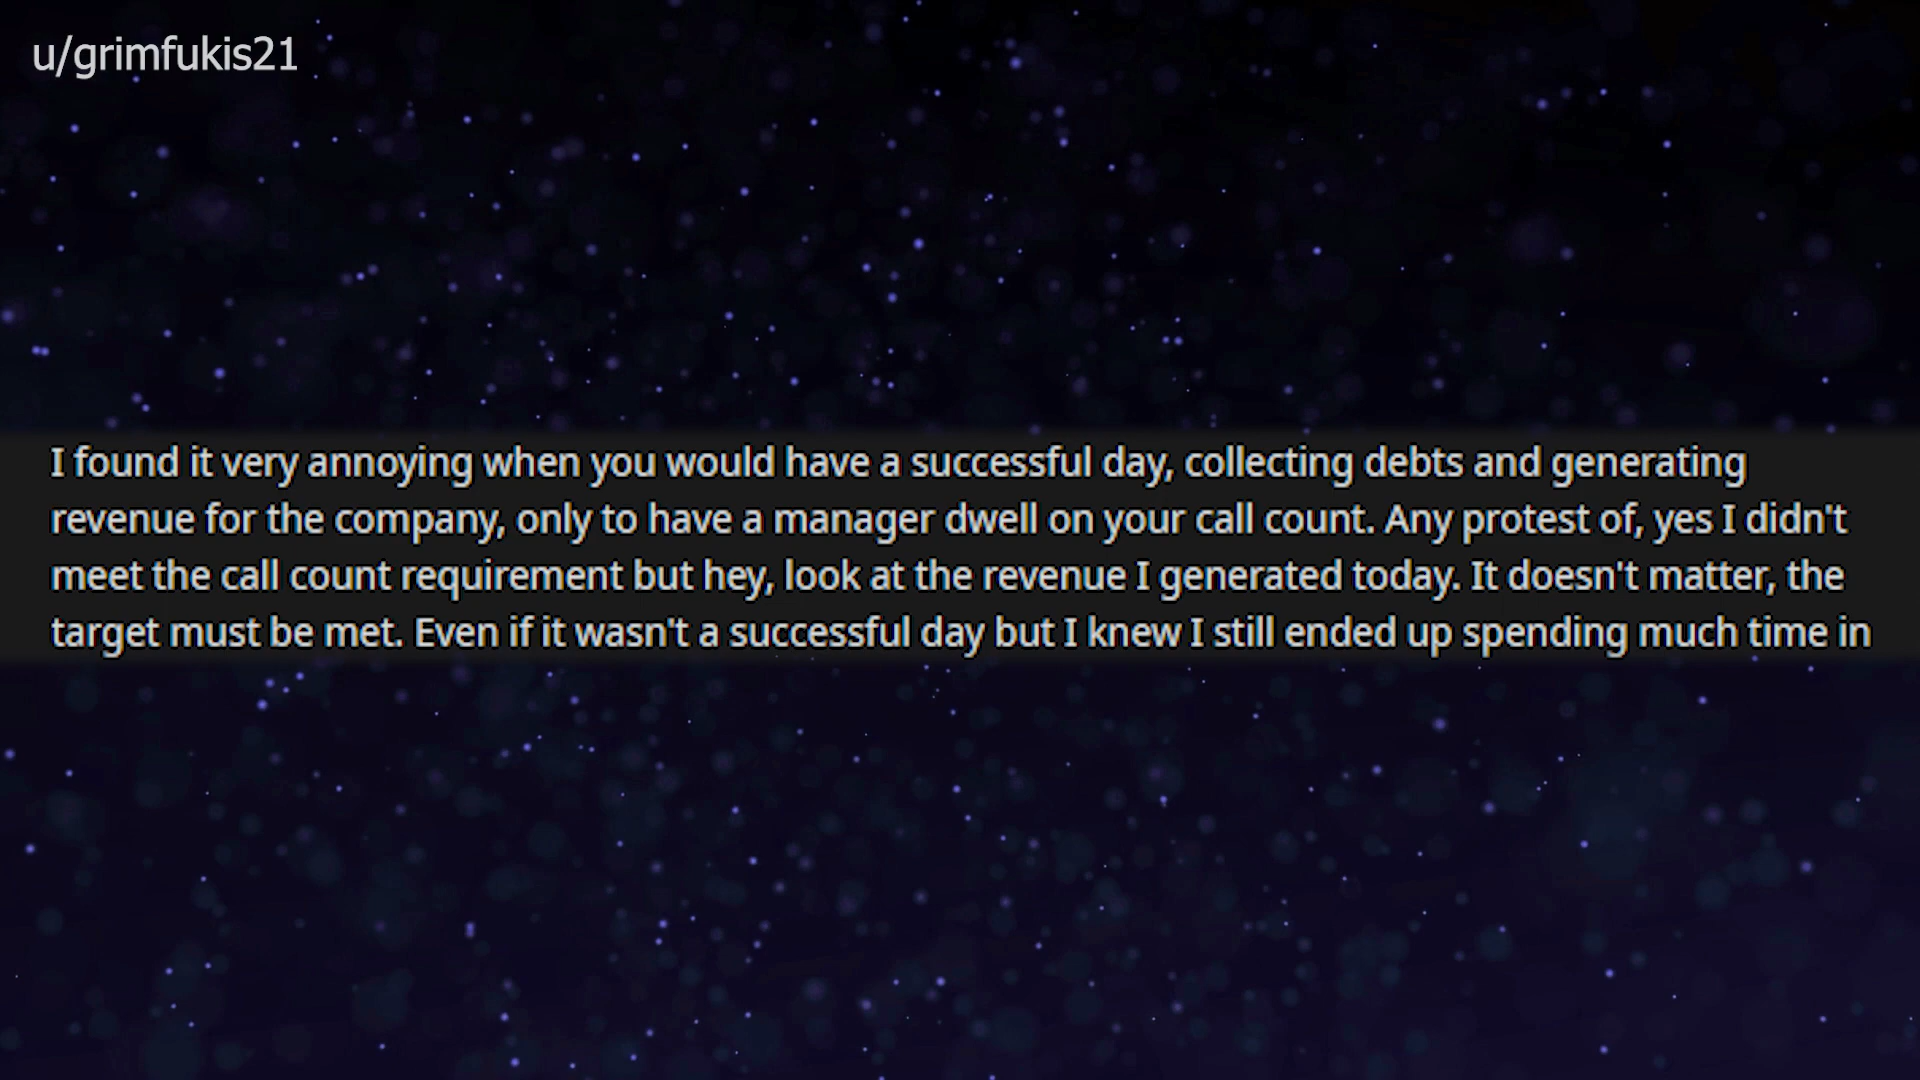 u/grimfukis21
I found it very annoying when you would have a successful day, collecting debts and generating
revenue for the company, only to have a manager dwell on your call count. Any protest of, yes I didn't
meet the call count requirement but hey, look at the revenue I generated today. It doesn't matter, the
target must be met. Even if it wasn't a successful day but I knew I still ended up spending much time in